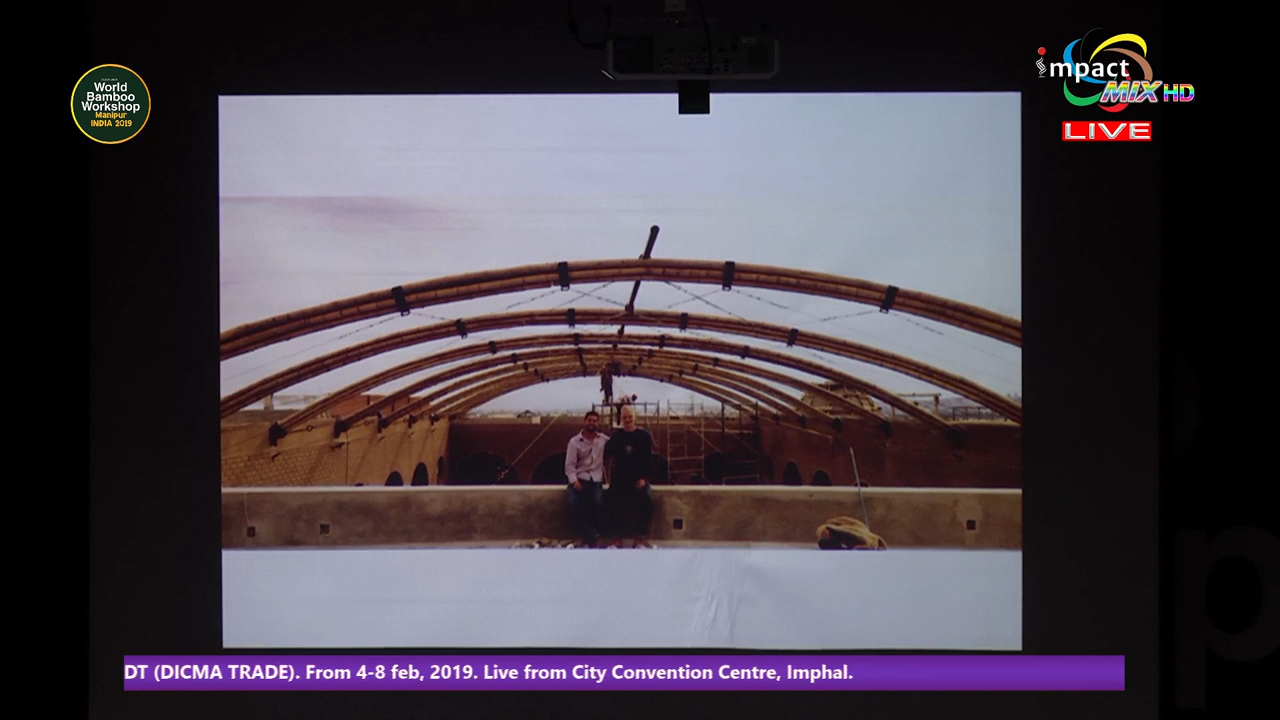 World
Bamboo
Workshop
Manipur
INDIA 2019
impact
MIX HD
LIVE
DT (DICMA TRADE). From 4-8 feb, 2019. Live from City Convention Centre, Imphal.